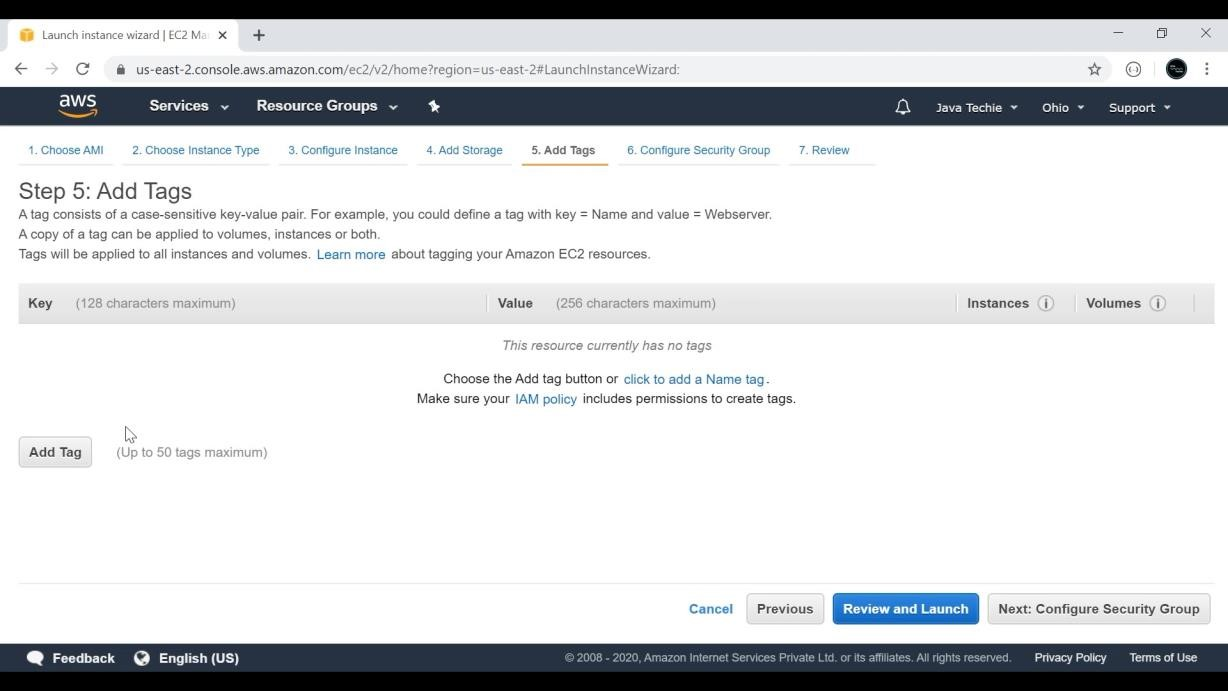 Launch instance wizard | EC2 Ma
us-east-2.console.aws.amazon.com/ec2/v2/home?region=us-east-2#LaunchInstanceWizard:
aws Services Resource Groups Java Techie Ohio Support
1. Choose AMI 2. Choose Instance Type 3. Configure Instance 4. Add Storage 5. Add Tags 6. Configure Security Group 7. Review
Step 5: Add Tags
A tag consists of a case-sensitive key-value pair. For example, you could define a tag with key = Name and value = Webserver.
A copy of a tag can be applied to volumes, instances or both.
Tags will be applied to all instances and volumes. Learn more about tagging your Amazon EC2 resources.
Key (128 characters maximum) Value (256 characters maximum) Instances i Volumes i
This resource currently has no tags
Choose the Add tag button or click to add a Name tag.
Make sure your IAM policy includes permissions to create tags.
Add Tag (Up to 50 tags maximum)
Cancel Previous Review and Launch Next: Configure Security Group
Feedback English (US) © 2008 - 2020, Amazon Internet Services Private Ltd. or its affiliates. All rights reserved. Privacy Policy Terms of Use